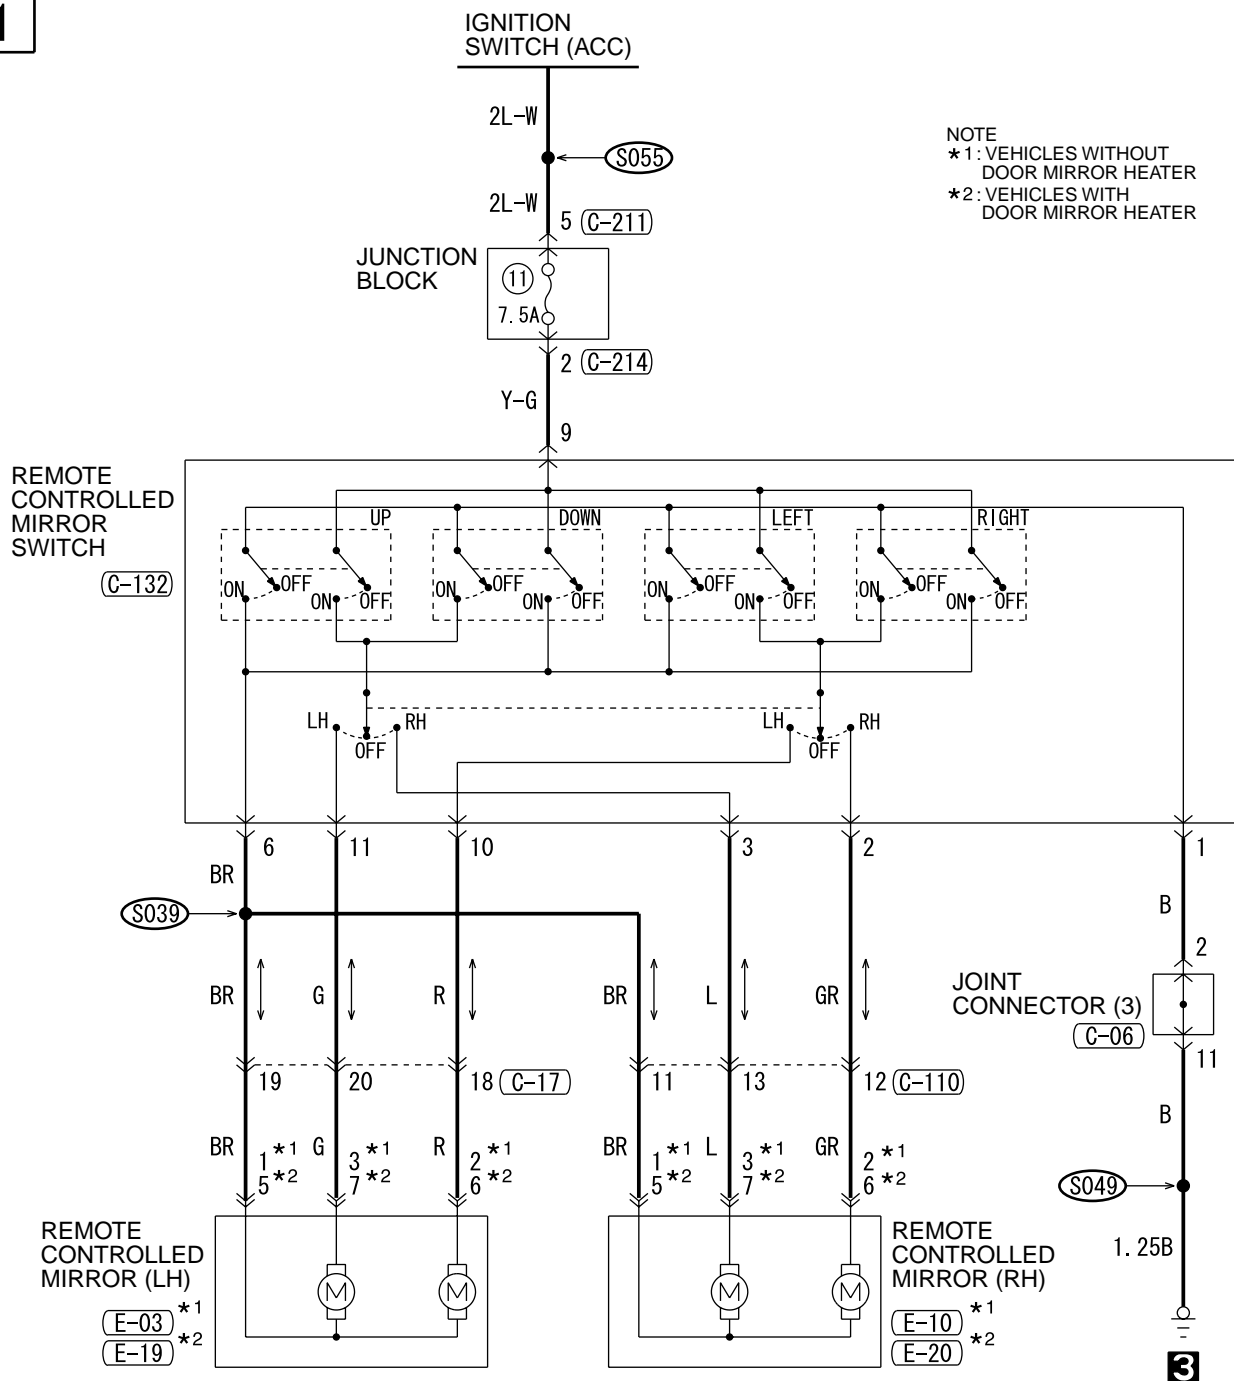 1
IGNITION
SWITCH (ACC)
2L-W
S055
NOTE
*1: VEHICLES WITHOUT
DOOR MIRROR HEATER
*2: VEHICLES WITH
DOOR MIRROR HEATER
2L-W
5 C-211
JUNCTION
BLOCK
11
7.5A
2 C-214
Y-G
9
REMOTE
CONTROLLED
MIRROR
SWITCH
C-132
UP DOWN LEFT RIGHT
ON OFF ON OFF ON OFF ON OFF ON OFF ON OFF ON OFF ON OFF
LH RH LH RH
OFF OFF
6 11 10 3 2 1
BR
B
S039
2
BR G R BR L GR
JOINT
CONNECTOR (3)
C-06
11
19 20 18 C-17 11 13 12 C-110
B
BR 1 *1 G 3 *1 R 2 *1 BR 1 *1 L 3 *1 GR 2 *1
5 *2 7 *2 6 *2 5 *2 7 *2 6 *2
S049
REMOTE
CONTROLLED
MIRROR (LH)
E-03 *1
E-19 *2
M M M M
REMOTE
CONTROLLED
MIRROR (RH)
E-10 *1
E-20 *2
1.25B
3